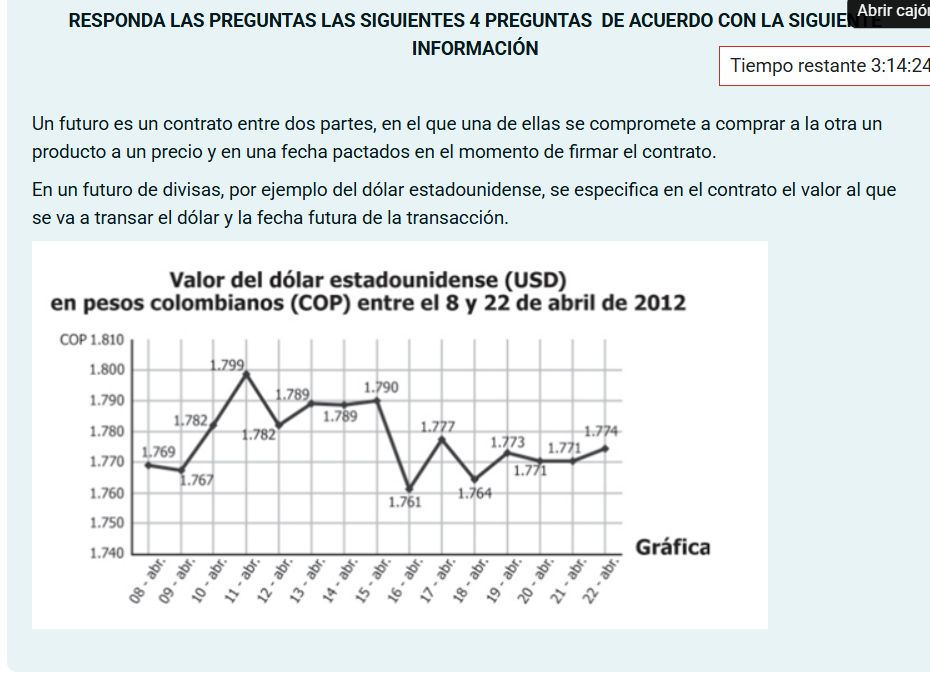 RESPONDA LAS PREGUNTAS LAS SIGUIENTES 4 PREGUNTAS DE ACUERDO CON LA SIGUIENTE
INFORMACIÓN
Abrir cajón
Tiempo restante 3:14:24
Un futuro es un contrato entre dos partes, en el que una de ellas se compromete a comprar a la otra un
producto a un precio y en una fecha pactados en el momento de firmar el contrato.
En un futuro de divisas, por ejemplo del dólar estadounidense, se especifica en el contrato el valor al que
se va a transar el dólar y la fecha futura de la transacción.
Valor del dólar estadounidense (USD)
en pesos colombianos (COP) entre el 8 y 22 de abril de 2012
COP 1.810
1.800
1.790
1.780
1.770
1.760
1.750
1.740
1.769
1.767
1.782
1.799
1.782
1.789
1.789
1.790
1.761
1.777
1.764
1.773
1.771
1.771
1.774
08 - abr.
09 - abr.
10 - abr.
11 - abr.
12 - abr.
13 - abr.
14 - abr.
15 - abr.
16 - abr.
17 - abr.
18 - abr.
19 - abr.
20 - abr.
21 - abr.
22 - abr.
Gráfica